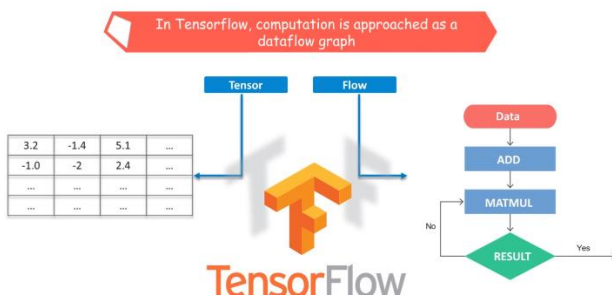 In Tensorflow, computation is approached as a
dataflow graph
Tensor
Flow
3.2 -1.4 5.1 ...
-1.0 -2 2.4 ...
... ... ... ...
... ... ... ...
Data
ADD
MATMUL
No
RESULT
Yes
TensorFlow